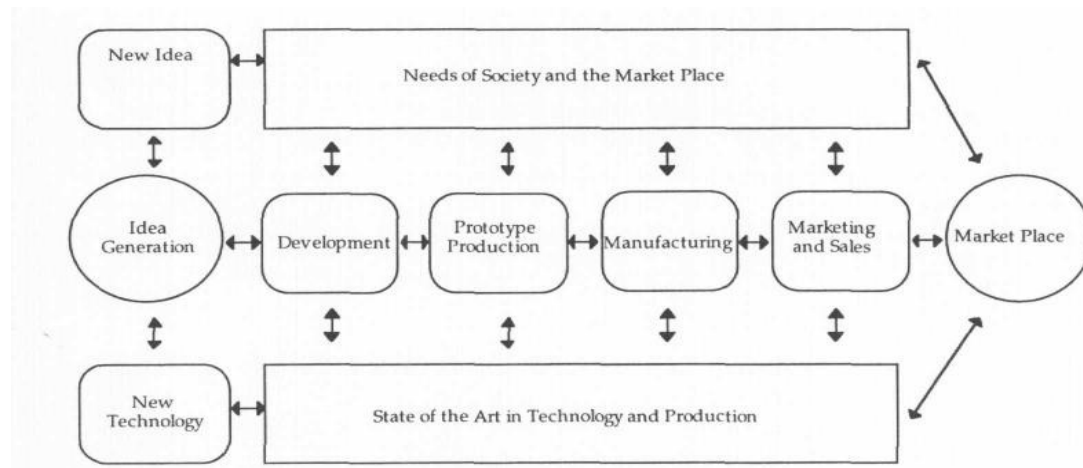 New Idea
Needs of Society and the Market Place
Idea
Generation
Development
Prototype
Production
Manufacturing
Marketing
and Sales
Market Place
New
Technology
State of the Art in Technology and Production